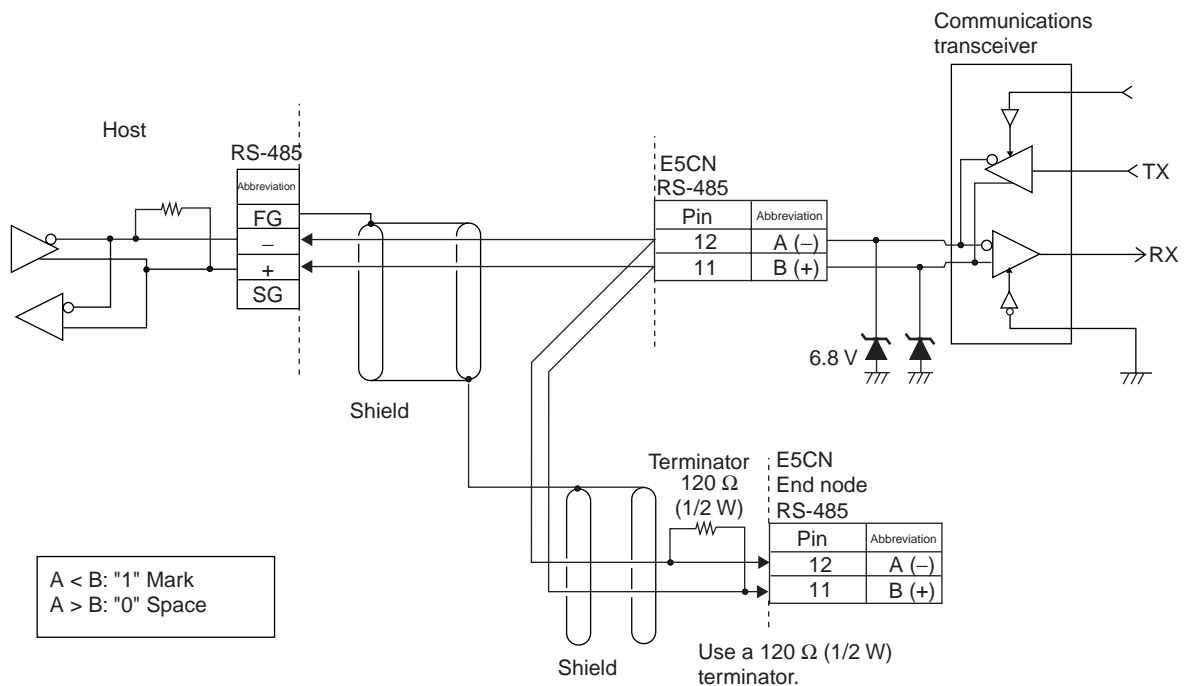 Communications
transceiver
Host
RS-485
Abbreviation
FG
–
+
SG
Shield
E5CN
RS-485
Pin Abbreviation
12 A (–)
11 B (+)
TX
RX
6.8 V
Terminator
120 Ω
(1/2 W)
E5CN
End node
RS-485
Pin Abbreviation
12 A (–)
11 B (+)
A < B: "1" Mark
A > B: "0" Space
Shield
Use a 120 Ω (1/2 W)
terminator.